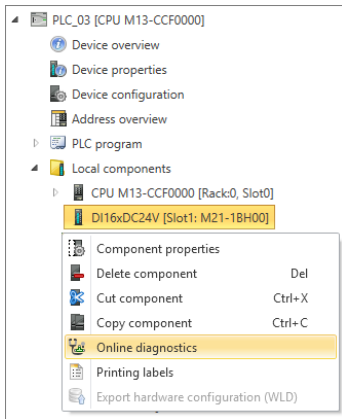 PLC_03 [CPU M13-CCF0000]
Device overview
Device properties
Device configuration
Address overview
PLC program
Local components
CPU M13-CCF0000 [Rack:0, Slot0]
DI16xDC24V [Slot1: M21-1BH00]
Component properties
Delete component Del
Cut component Ctrl+X
Copy component Ctrl+C
Online diagnostics
Printing labels
Export hardware configuration (WLD)